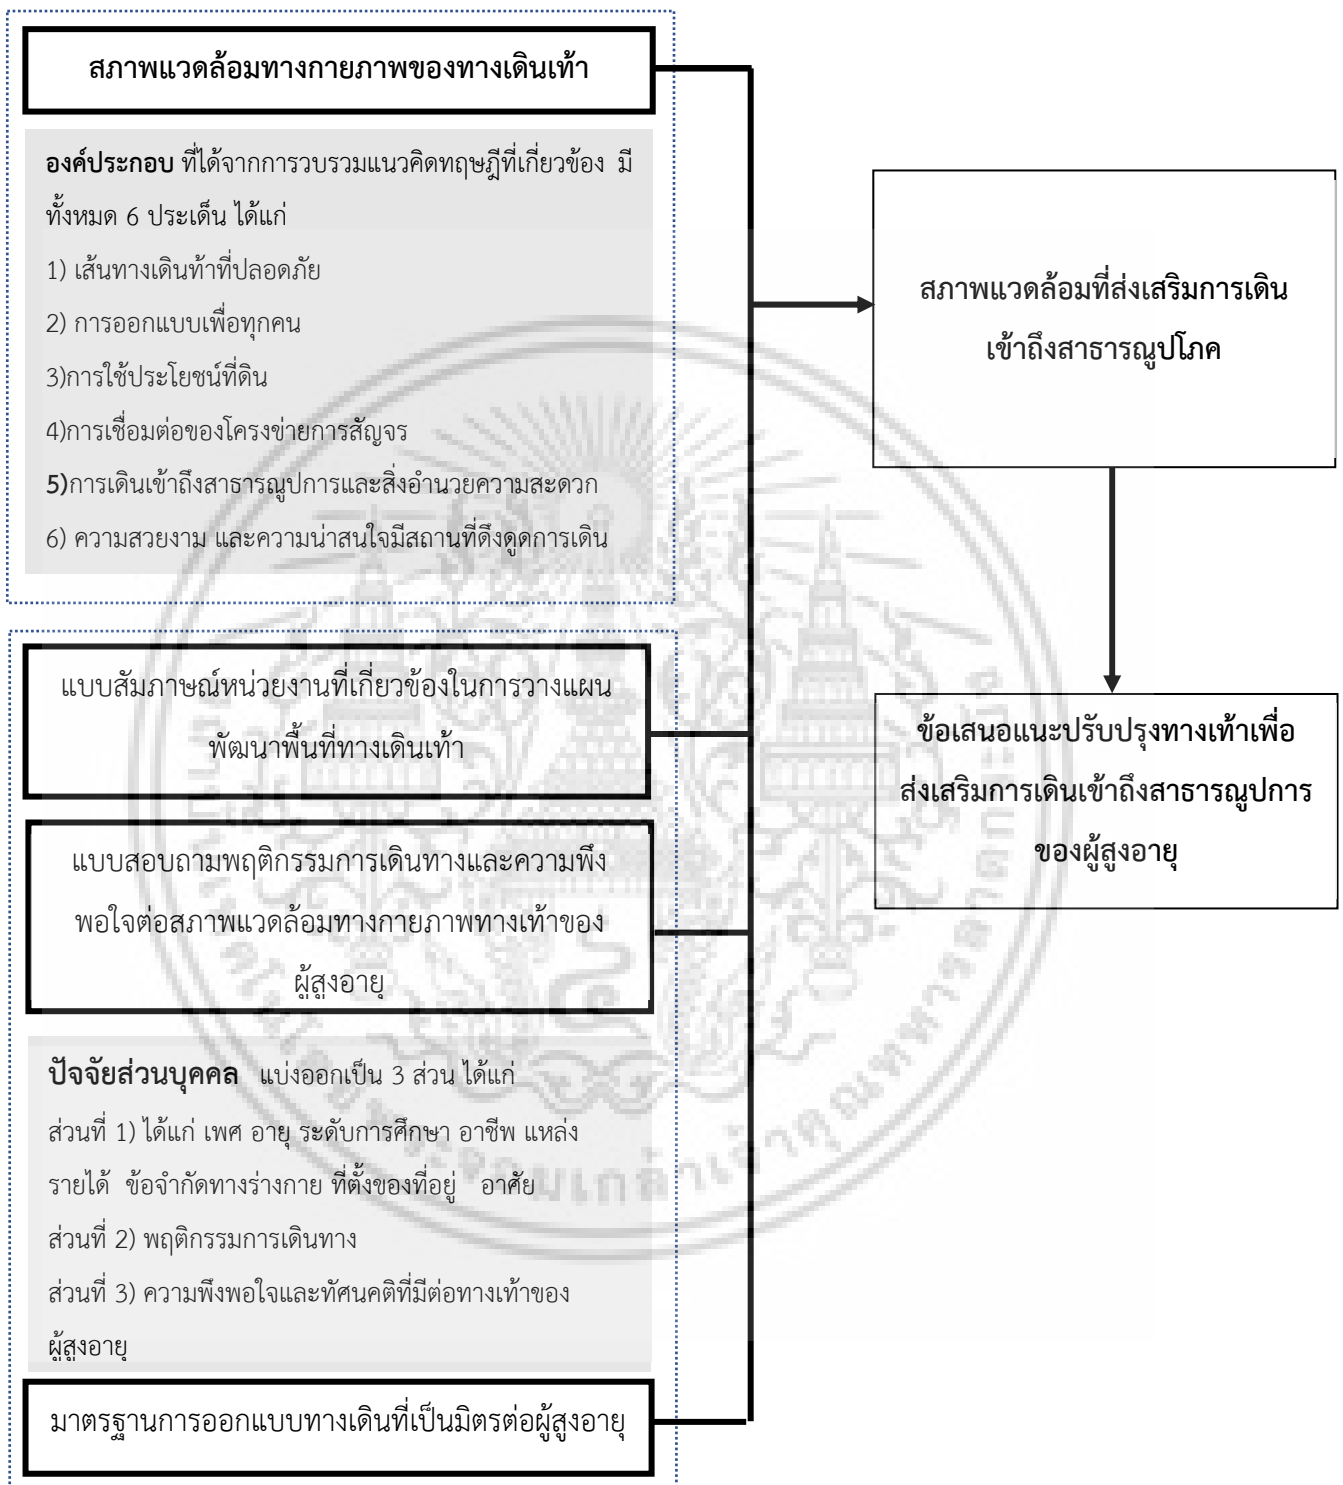 สภาพแวดล้อมทางกายภาพของทางเดินเท้า
องค์ประกอบ ที่ได้จากการวบรวมแนวคิดทฤษฎีที่เกี่ยวข้อง มี
ทั้งหมด 6 ประเด็น ได้แก่
1) เส้นทางเดินท้าที่ปลอดภัย
2) การออกแบบเพื่อทุกคน
3)การใช้ประโยชน์ที่ดิน
4)การเชื่อมต่อของโครงข่ายการสัญจร
5)การเดินเข้าถึงสาธารณูปการและสิ่งอำนวยความสะดวก
6) ความสวยงาม และความน่าสนใจมีสถานที่ดึงดูดการเดิน
สภาพแวดล้อมที่ส่งเสริมการเดิน
เข้าถึงสาธารณูปโภค
แบบสัมภาษณ์หน่วยงานที่เกี่ยวข้องในการวางแผน
พัฒนาพื้นที่ทางเดินเท้า
แบบสอบถามพฤติกรรมการเดินทางและความพึง
พอใจต่อสภาพแวดล้อมทางกายภาพทางเท้าของ
ผู้สูงอายุ
ข้อเสนอแนะปรับปรุงทางเท้าเพื่อ
ส่งเสริมการเดินเข้าถึงสาธารณูปการ
ของผู้สูงอายุ
ปัจจัยส่วนบุคคล แบ่งออกเป็น 3 ส่วน ได้แก่
ส่วนที่ 1) ได้แก่ เพศ อายุ ระดับการศึกษา อาชีพ แหล่ง
รายได้ ข้อจำกัดทางร่างกาย ที่ตั้งของที่อยู่ อาศัย
ส่วนที่ 2) พฤติกรรมการเดินทาง
ส่วนที่ 3) ความพึงพอใจและทัศนคติที่มีต่อทางเท้าของ
ผู้สูงอายุ
มาตรฐานการออกแบบทางเดินที่เป็นมิตรต่อผู้สูงอายุ